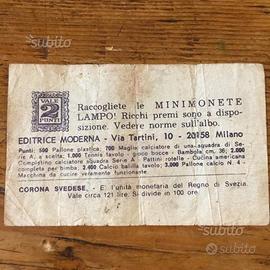 subito
VALE
2
PUNTI
Raccogliete le MINIMONETE
LAMPO! Ricchi premi sono a dispo-
sizione. Vedere norme sull'albo.
EDITRICE MODERNA - Via Tartini, 10 - 20158 Milano
Punti: 500 Pallone plastica; 700 Maglia calciatore di una squadra di Se-
rie A, a scelta; 1.000 Tennis tavolo - gioco bocce - Bambola cm. 38; 2.000
Completino calciatore squadra Serie A - Pattini rotelle - Cucina americana
completa per bimba; 2.400 Calcio balilla tavolo; 3.000 Pallone calcio N. 4 -
Macchina da cucire veramente funzionante.
CORONA SVEDESE. - E' l'unità monetaria del Regno di Svezia.
Vale circa 121 lire. Si divide in 100 ore.
subito